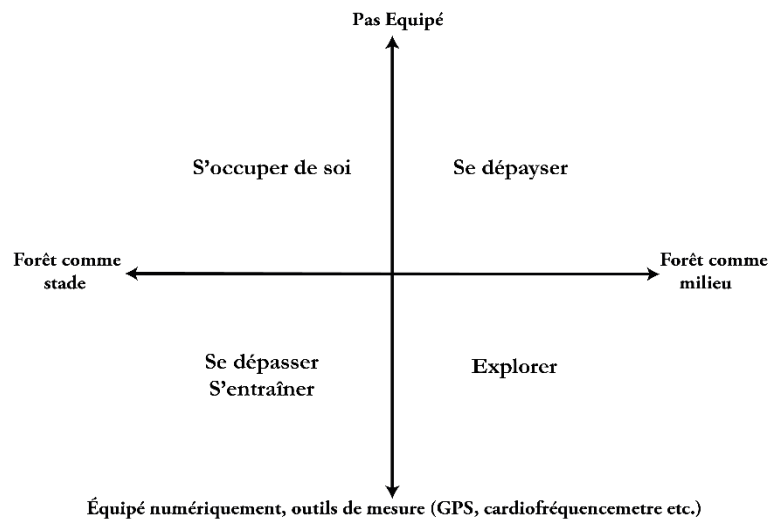 Pas Equipé
S'occuper de soi
Se dépayser
Forêt comme
stade
Forêt comme
milieu
Se dépasser
S'entraîner
Explorer
Équipé numériquement, outils de mesure (GPS, cardiofréquencemetre etc.)